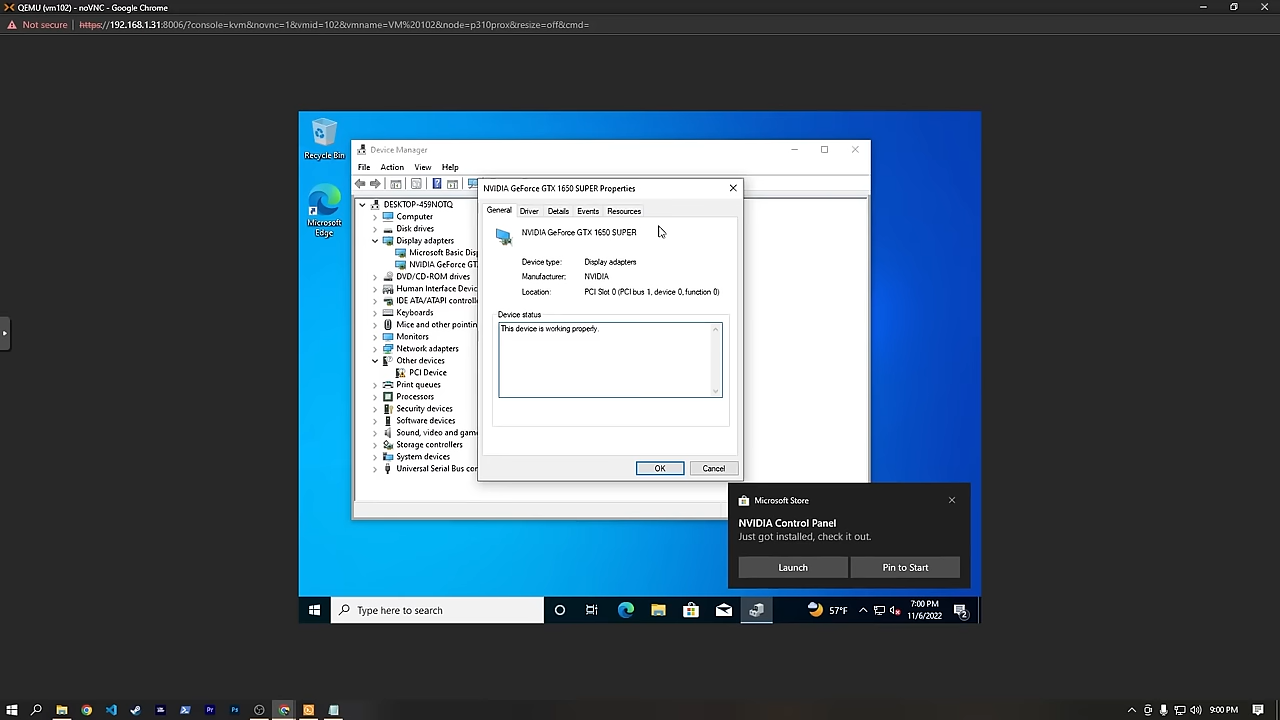 QEMU (vm102) - noVNC - Google Chrome
Not secure | https://192.168.1.31:8006/?console=kvm&novnc=1&vmid=102&vmname=VM%20102&node=p310prox&resize=off&cmd=
Recycle Bin
Microsoft
Edge
Device Manager
File Action View Help
DESKTOP-459NOTQ
Computer
Disk drives
Display adapters
Microsoft Basic Disp
NVIDIA GeForce GT
DVD/CD-ROM drives
Human Interface Devic
IDE ATA/ATAPI controll
Keyboards
Mice and other pointin
Monitors
Network adapters
Other devices
PCI Device
Print queues
Processors
Security devices
Software devices
Sound, video and game
Storage controllers
System devices
Universal Serial Bus con
NVIDIA GeForce GTX 1650 SUPER Properties
General Driver Details Events Resources
NVIDIA GeForce GTX 1650 SUPER
Device type: Display adapters
Manufacturer: NVIDIA
Location: PCI Slot 0 (PCI bus 1, device 0, function 0)
Device status
This device is working properly.
OK Cancel
Microsoft Store
NVIDIA Control Panel
Just got installed, check it out.
Launch Pin to Start
Type here to search
57°F
7:00 PM
11/6/2022
2
Pr
Ps
9:00 PM